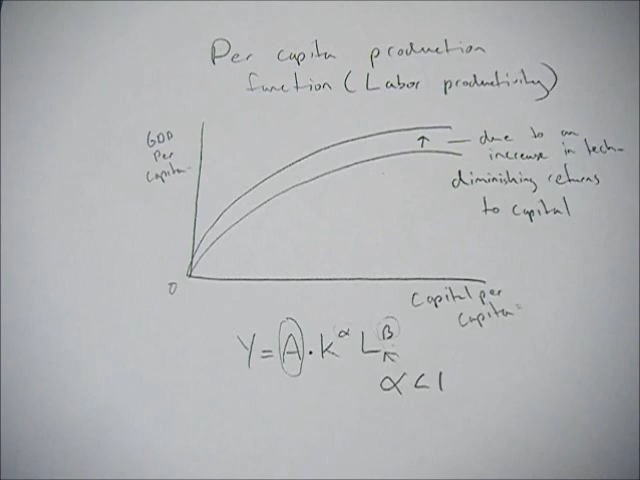 Per capita production
function (Labor productivity)
GDP
Per
Capita
↑ — due to an
increase in tech
diminishing returns
to capital
0
Capital per
capita
Y = A · K^α L^β
α < 1